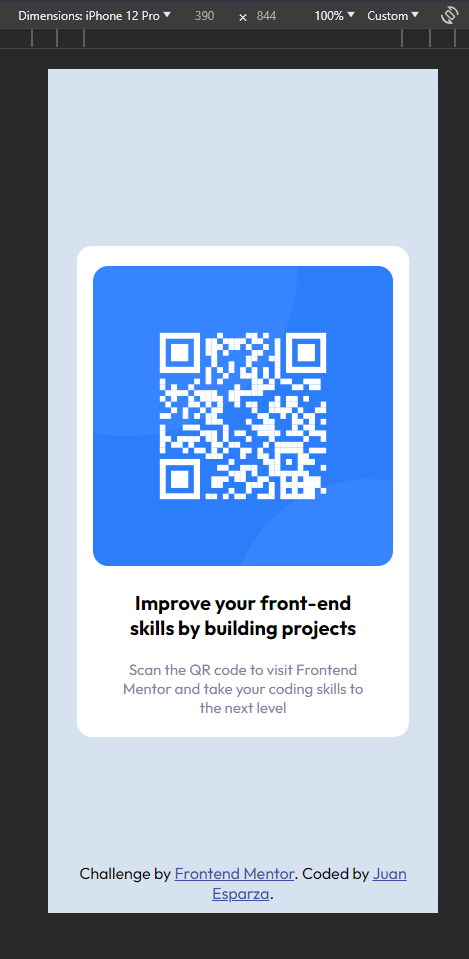 Dimensions: iPhone 12 Pro 390 × 844 100% Custom
Improve your front-end
skills by building projects
Scan the QR code to visit Frontend
Mentor and take your coding skills to
the next level
Challenge by Frontend Mentor. Coded by Juan
Esparza.